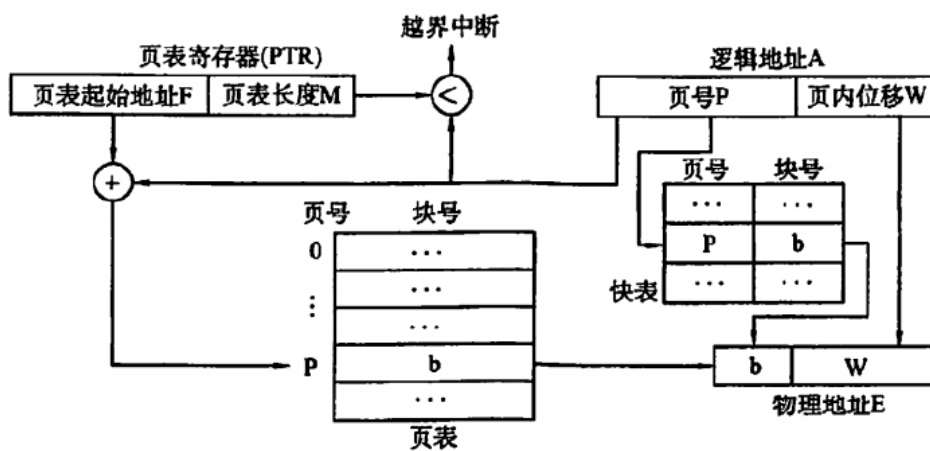 越界中断
页表寄存器(PTR)
逻辑地址A
页表起始地址F 页表长度M
<
页号P 页内位移W
+
页号 块号
... ...
P b
... ...
快表
页号 块号
0 ...
⋮ ...
...
P b
...
页表
b W
物理地址E